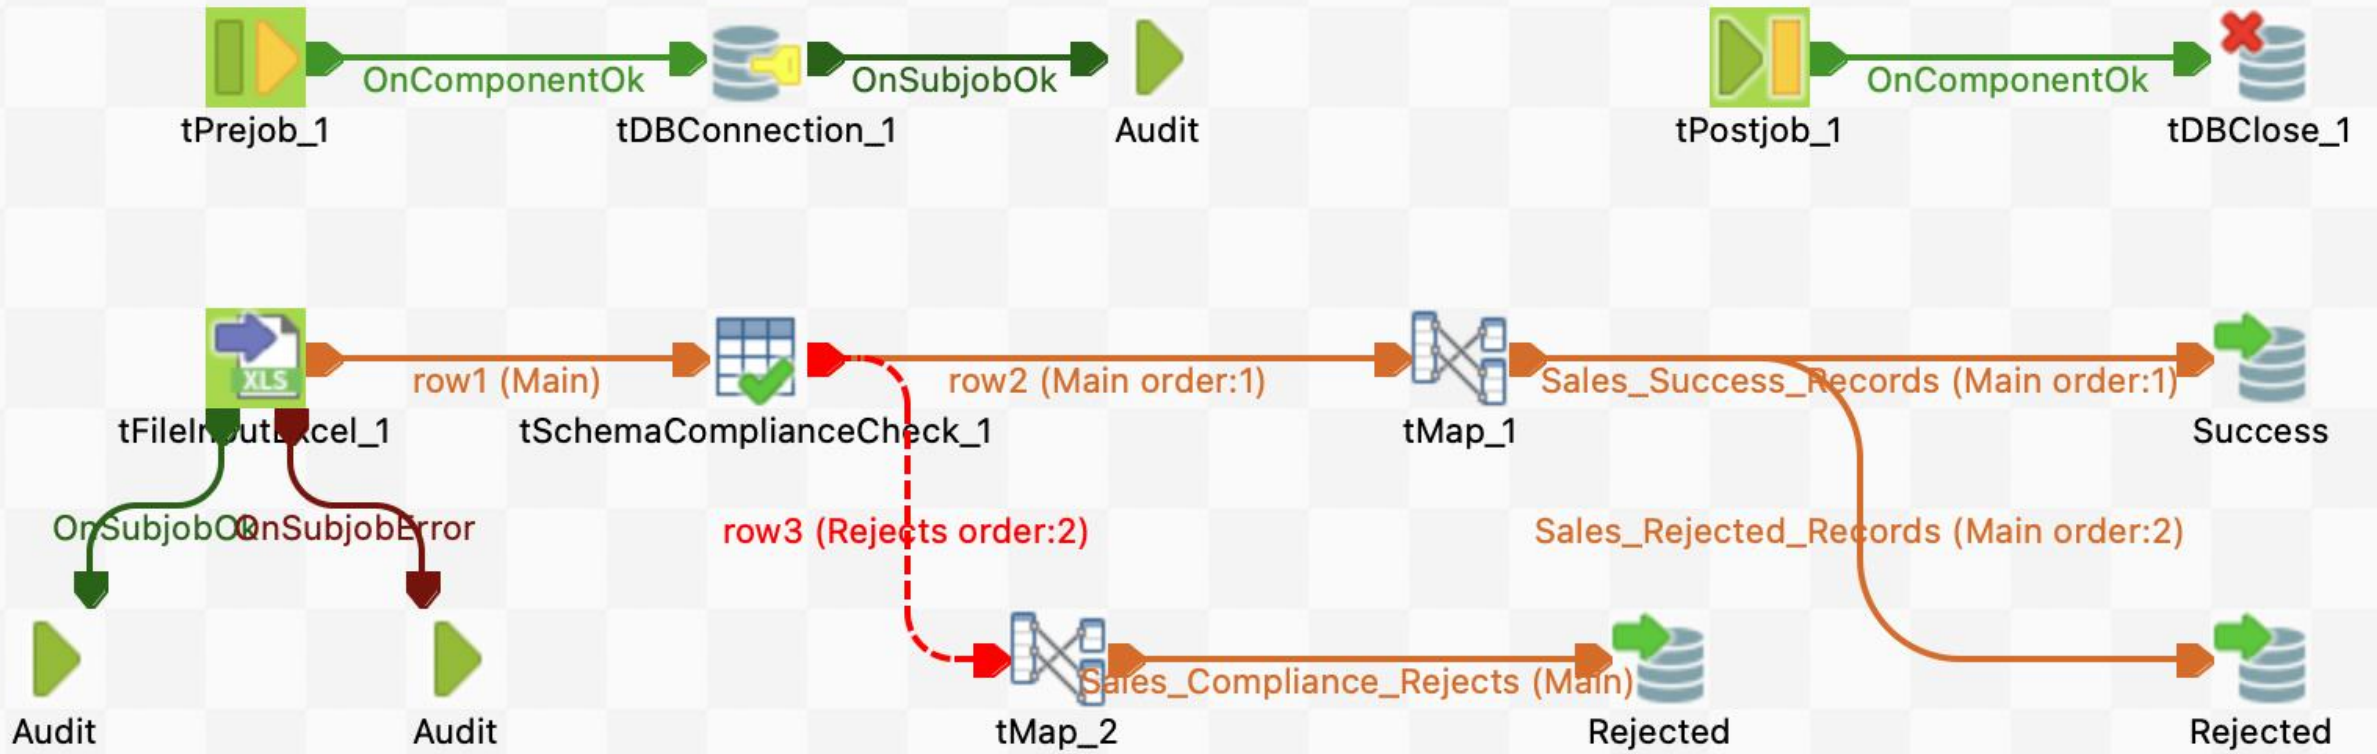 OnComponentOk
OnSubjobOk
OnComponentOk
tPrejob_1
tDBConnection_1
Audit
tPostjob_1
tDBClose_1
XLS
row1 (Main)
row2 (Main order:1)
Sales_Success_Records (Main order:1)
tFileInputExcel_1
tSchemaComplianceCheck_1
tMap_1
Success
OnSubjobOk
OnSubjobError
row3 (Rejects order:2)
Sales_Rejected_Records (Main order:2)
Sales_Compliance_Rejects (Main)
Audit
Audit
tMap_2
Rejected
Rejected